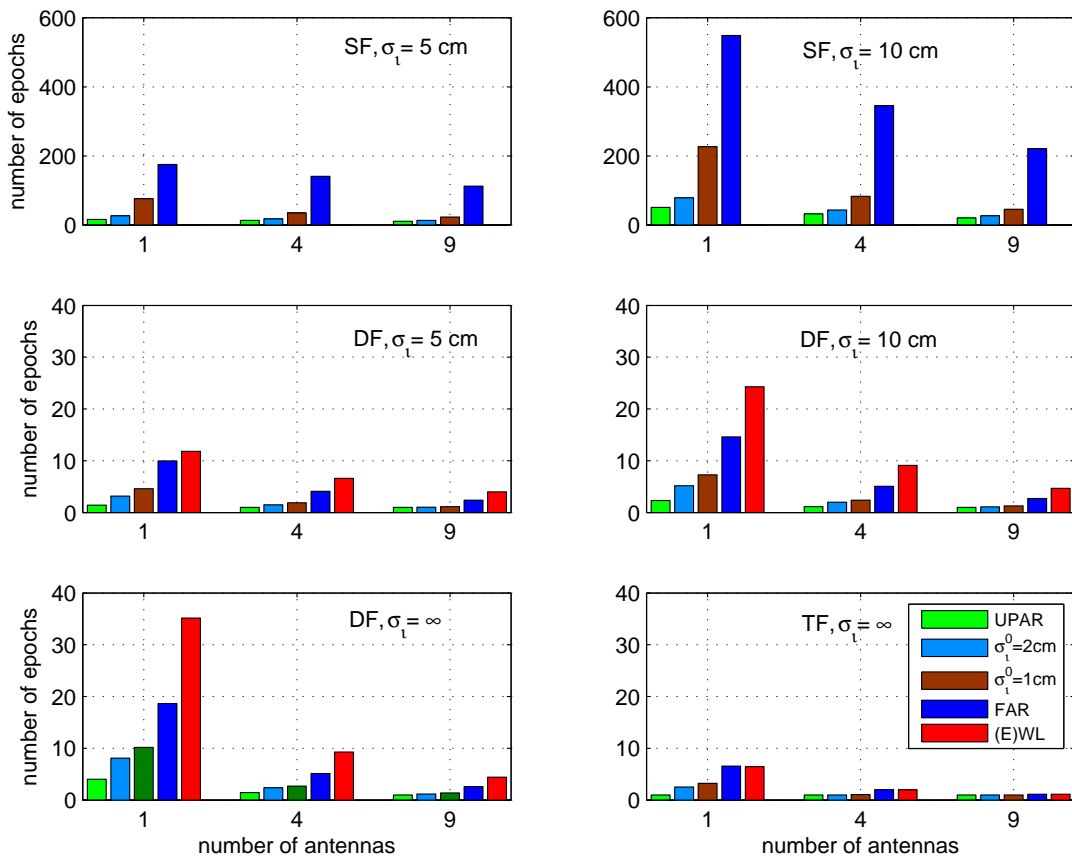 SF, σι= 5 cm
number of epochs
600
400
200
0
1
4
9
SF, σι= 10 cm
600
400
200
0
1
4
9
DF, σι= 5 cm
number of epochs
40
30
20
10
0
1
4
9
DF, σι= 10 cm
40
30
20
10
0
1
4
9
DF, σι= ∞
number of epochs
40
30
20
10
0
1
4
9
number of antennas
TF, σι= ∞
40
30
20
10
0
1
4
9
number of antennas
UPAR
σι⁰=2cm
σι⁰=1cm
FAR
(E)WL